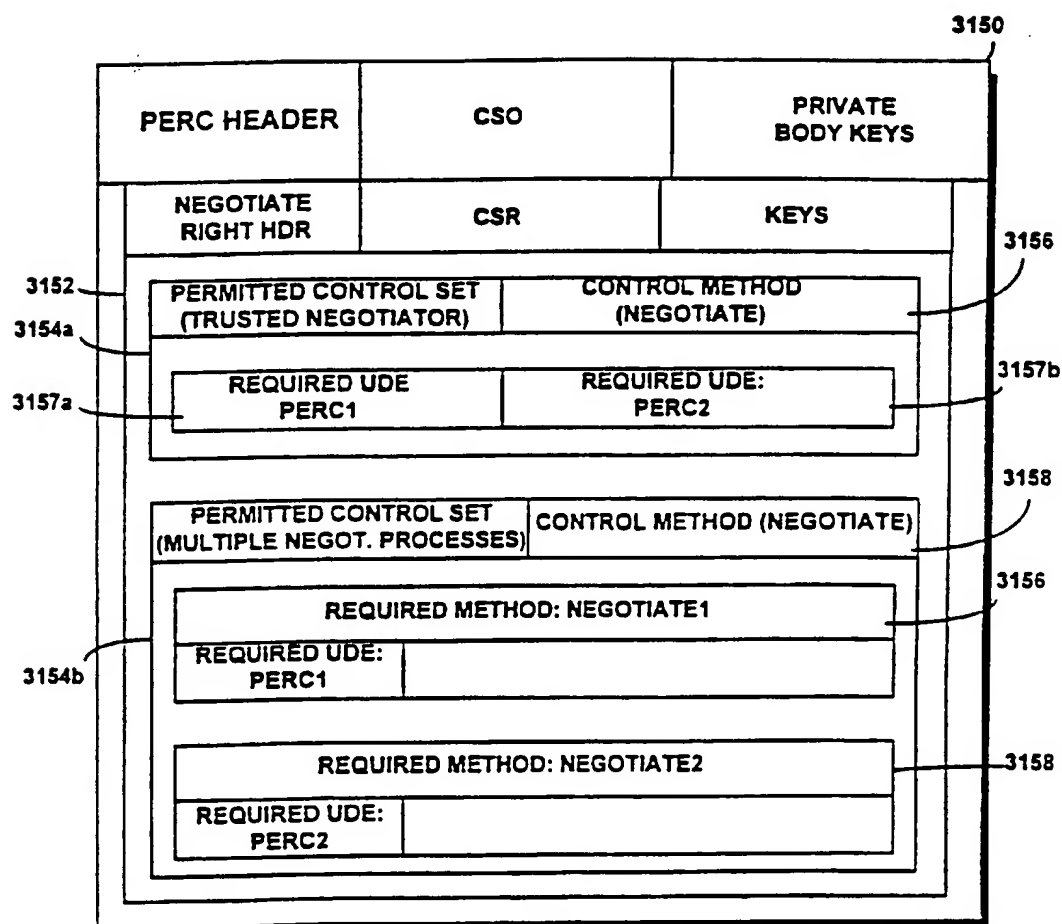 3150
PERC HEADER
CSO
PRIVATE
BODY KEYS
NEGOTIATE
RIGHT HDR
CSR
KEYS
3156
3152
PERMITTED CONTROL SET
(TRUSTED NEGOTIATOR)
CONTROL METHOD
(NEGOTIATE)
3154a
3157a
REQUIRED UDE
PERC1
REQUIRED UDE:
PERC2
3157b
3158
PERMITTED CONTROL SET
(MULTIPLE NEGOT. PROCESSES)
CONTROL METHOD (NEGOTIATE)
3156
REQUIRED METHOD: NEGOTIATE1
3154b
REQUIRED UDE:
PERC1
REQUIRED METHOD: NEGOTIATE2
3158
REQUIRED UDE:
PERC2